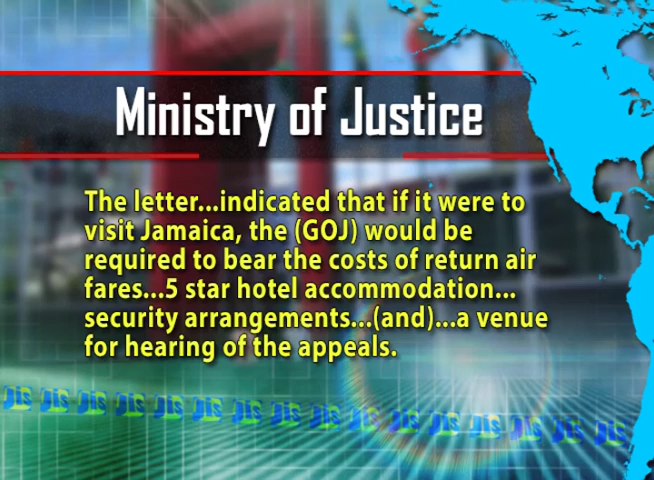 Ministry of Justice
The letter...indicated that if it were to
visit Jamaica, the (GOJ) would be
required to bear the costs of return air
fares...5 star hotel accommodation...
security arrangements...(and)...a venue
for hearing of the appeals.
Jis Jis Jis Jis Jis Jis Jis Jis Jis Jis Jis Jis Jis Jis Jis Jis Jis